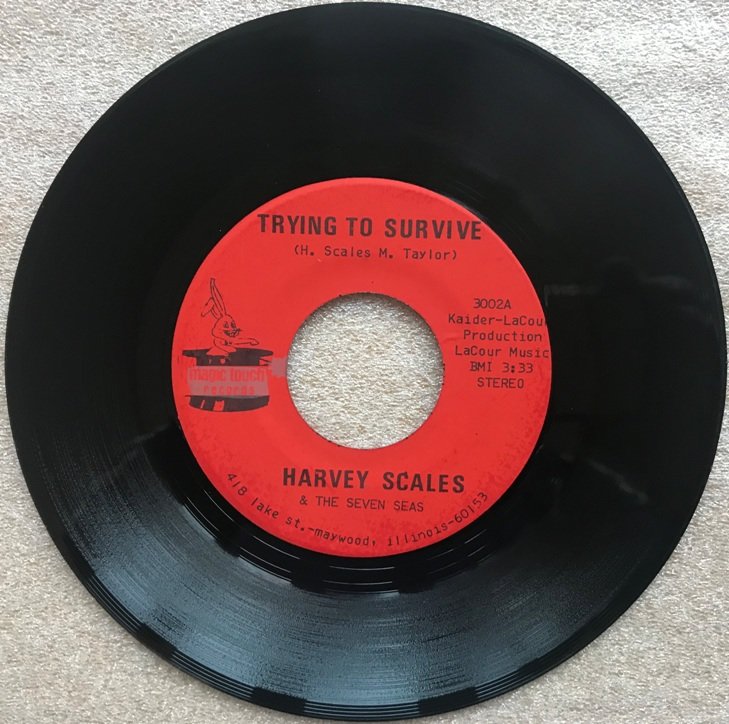 TRYING TO SURVIVE
(H. Scales M. Taylor)
3002A
Kaider-LaCour
Production
LaCour Music
BMI 3:33
STEREO
magic touch
records
HARVEY SCALES
& THE SEVEN SEAS
418 lake st.-maywood, illinois-60153